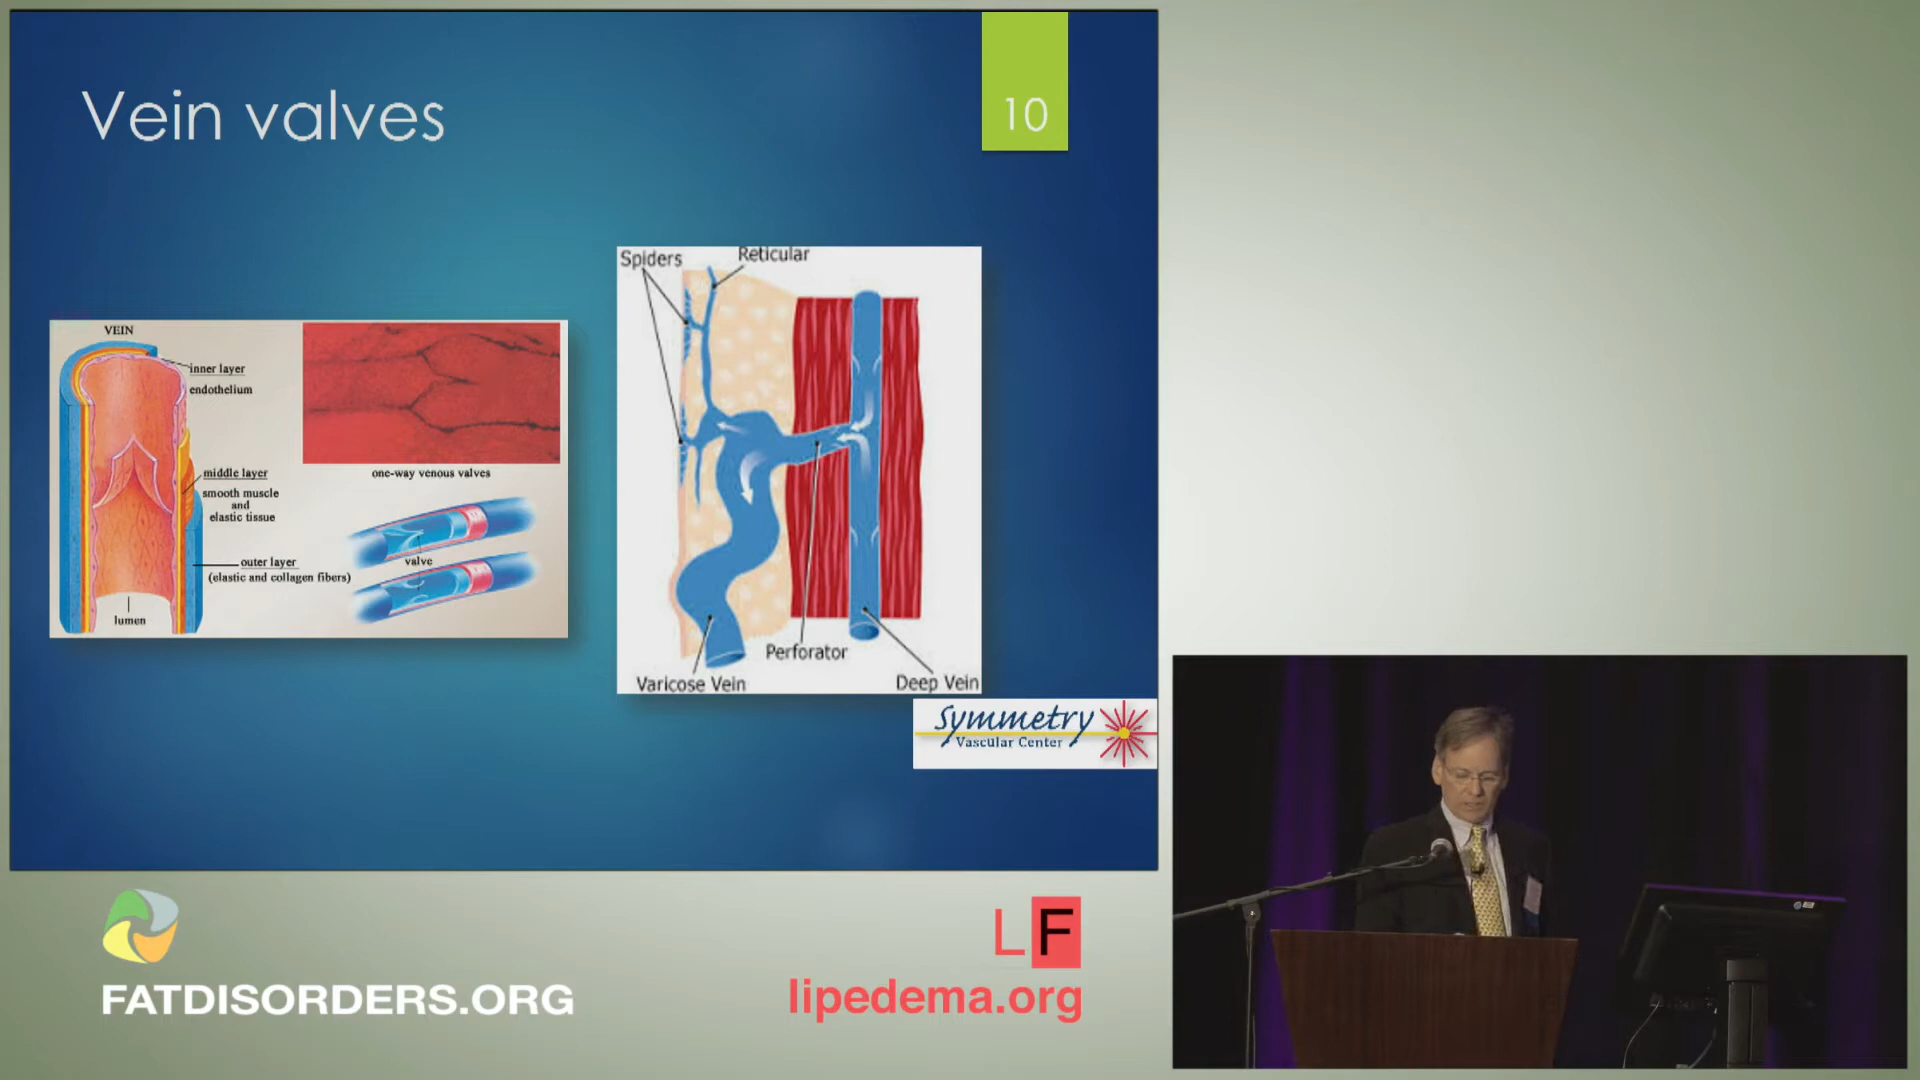 Vein valves
10
VEIN
inner layer
endothelium
middle layer
smooth muscle
and
elastic tissue
outer layer
(elastic and collagen fibers)
lumen
one-way venous valves
valve
Spiders
Reticular
Perforator
Varicose Vein
Deep Vein
Symmetry
Vascular Center
FATDISORDERS.ORG
LF
lipedema.org